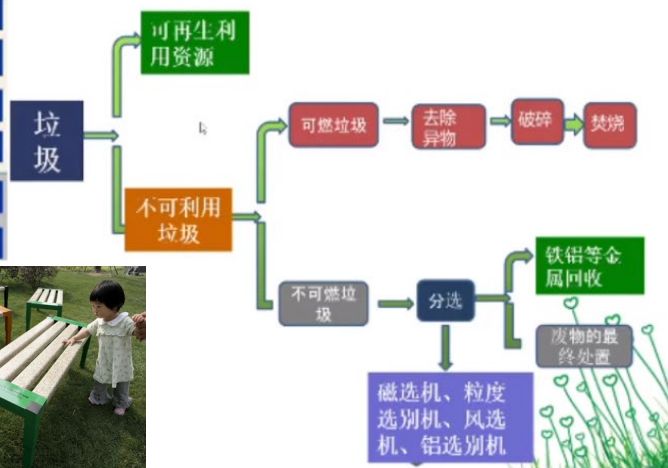 可再生利
用资源
垃
圾
可燃垃圾
去除
异物
破碎
焚烧
不可利用
垃圾
不可燃垃
圾
分选
铁铝等金
属回收
废物的最
终处置
磁选机、粒度
选别机、风选
机、铝选别机